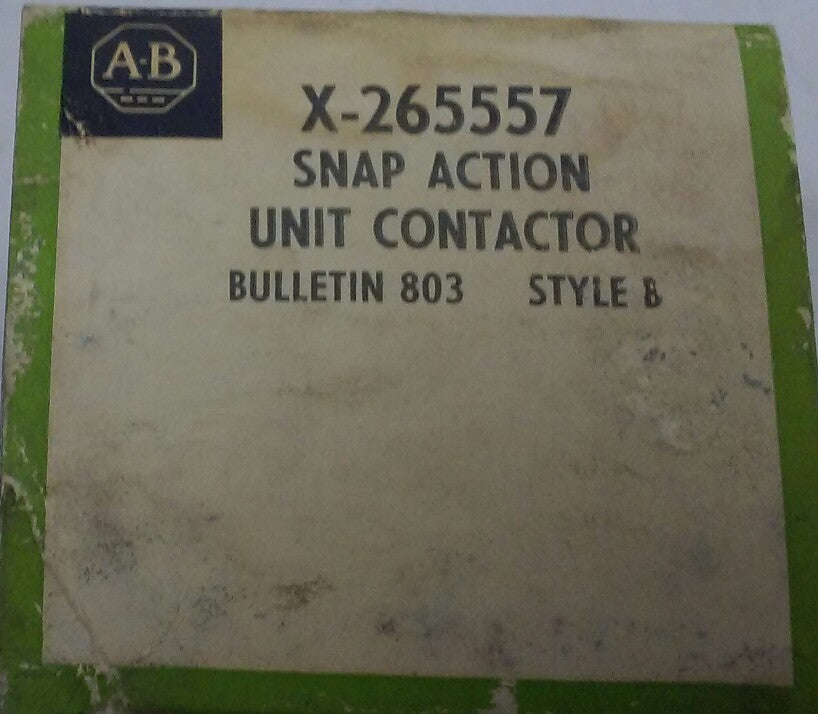 A·B
X-265557
SNAP ACTION
UNIT CONTACTOR
BULLETIN 803 STYLE B